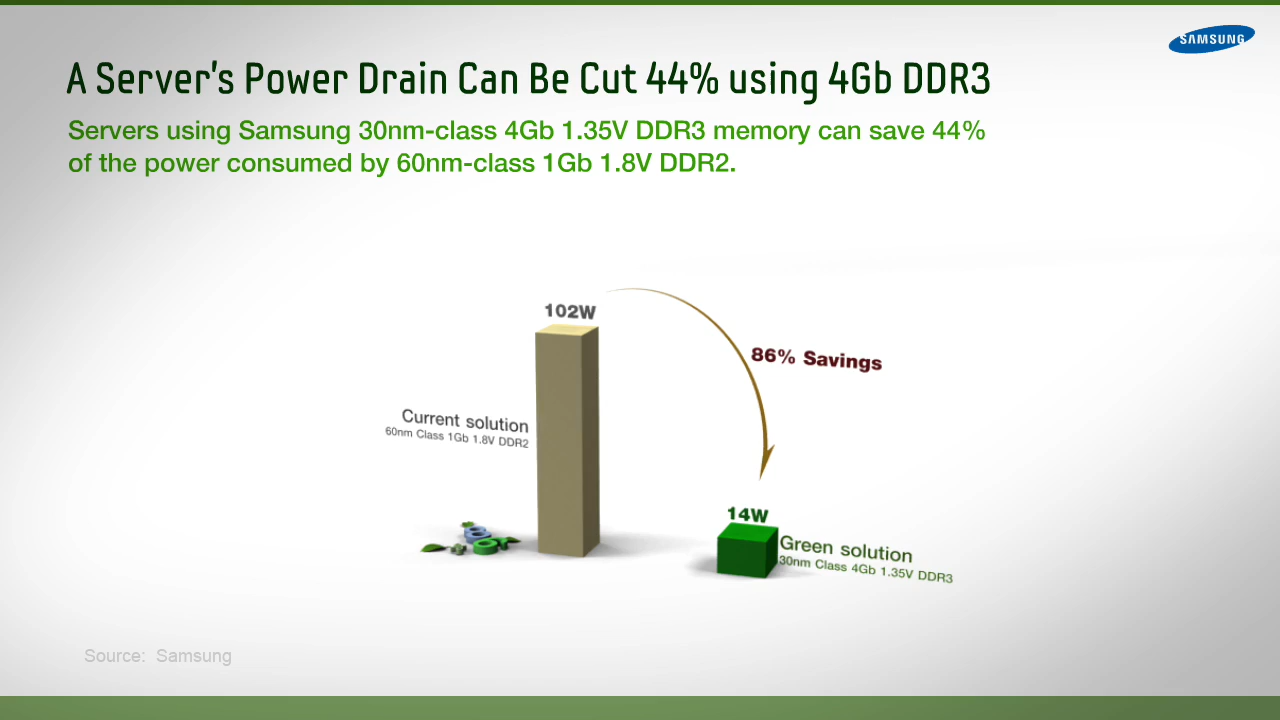 SAMSUNG
A Server's Power Drain Can Be Cut 44% using 4Gb DDR3
Servers using Samsung 30nm-class 4Gb 1.35V DDR3 memory can save 44%
of the power consumed by 60nm-class 1Gb 1.8V DDR2.
102W
86% Savings
Current solution
60nm Class 1Gb 1.8V DDR2
14W
Green solution
30nm Class 4Gb 1.35V DDR3
Source: Samsung